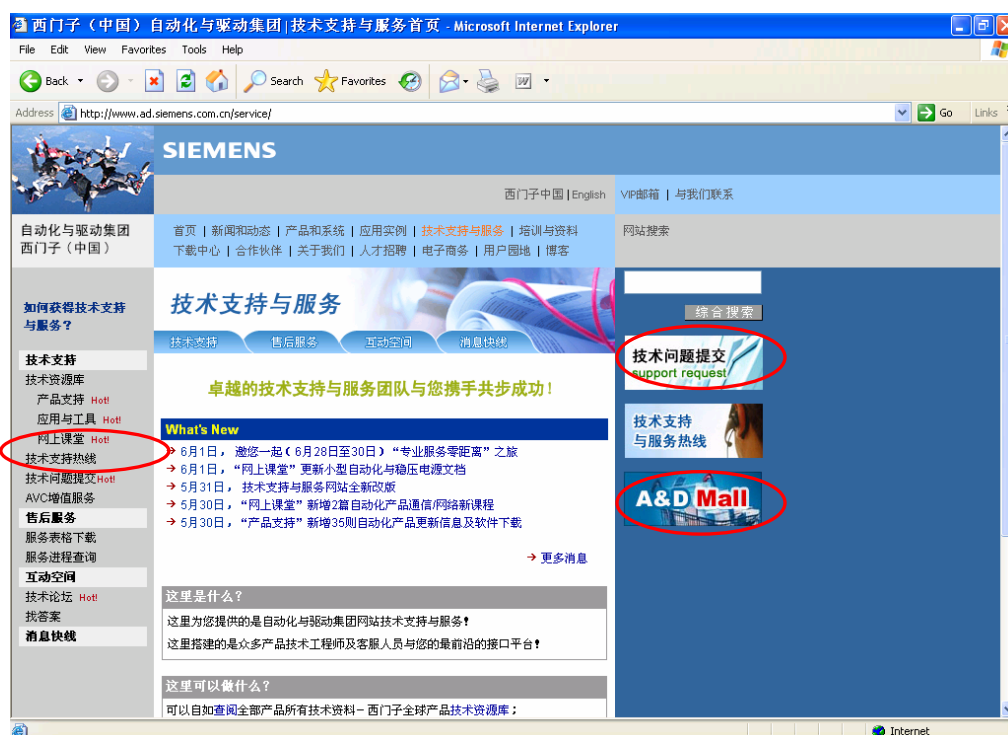 西门子（中国）自动化与驱动集团|技术支持与服务首页 - Microsoft Internet Explorer
File Edit View Favorites Tools Help
Back Search Favorites
Address http://www.ad.siemens.com.cn/service/ Go Links
SIEMENS
西门子中国 | English VIP邮箱 | 与我们联系
自动化与驱动集团
西门子（中国）
首页 | 新闻和动态 | 产品和系统 | 应用实例 | 技术支持与服务 | 培训与资料
下载中心 | 合作伙伴 | 关于我们 | 人才招聘 | 电子商务 | 用户园地 | 博客
网站搜索
综合搜索
如何获得技术支持
与服务？
技术支持
技术资源库
产品支持 Hot!
应用与工具 Hot!
网上课堂 Hot!
技术支持热线
技术问题提交Hot!
AVC增值服务
售后服务
服务表格下载
服务进程查询
互动空间
技术论坛 Hot!
找答案
消息快线
技术支持与服务
技术支持 售后服务 互动空间 消息快线
卓越的技术支持与服务团队与您携手共步成功！
What's New
6月1日， 邀您一起（6月28日至30日）“专业服务零距离”之旅
6月1日，“网上课堂”更新小型自动化与稳压电源文档
5月31日， 技术支持与服务网站全新改版
5月30日，“网上课堂”新增2篇自动化产品通信/网络新课程
5月30日，“产品支持”新增35则自动化产品更新信息及软件下载
更多消息
这里是什么？
这里为您提供的是自动化与驱动集团网站技术支持与服务！
这里搭建的是众多产品技术工程师及客服人员与您的最前沿的接口平台！
这里可以做什么？
可以自如查阅全部产品所有技术资料－西门子全球产品技术资源库；
技术问题提交
support request
技术支持
与服务热线
A&D Mall
Internet